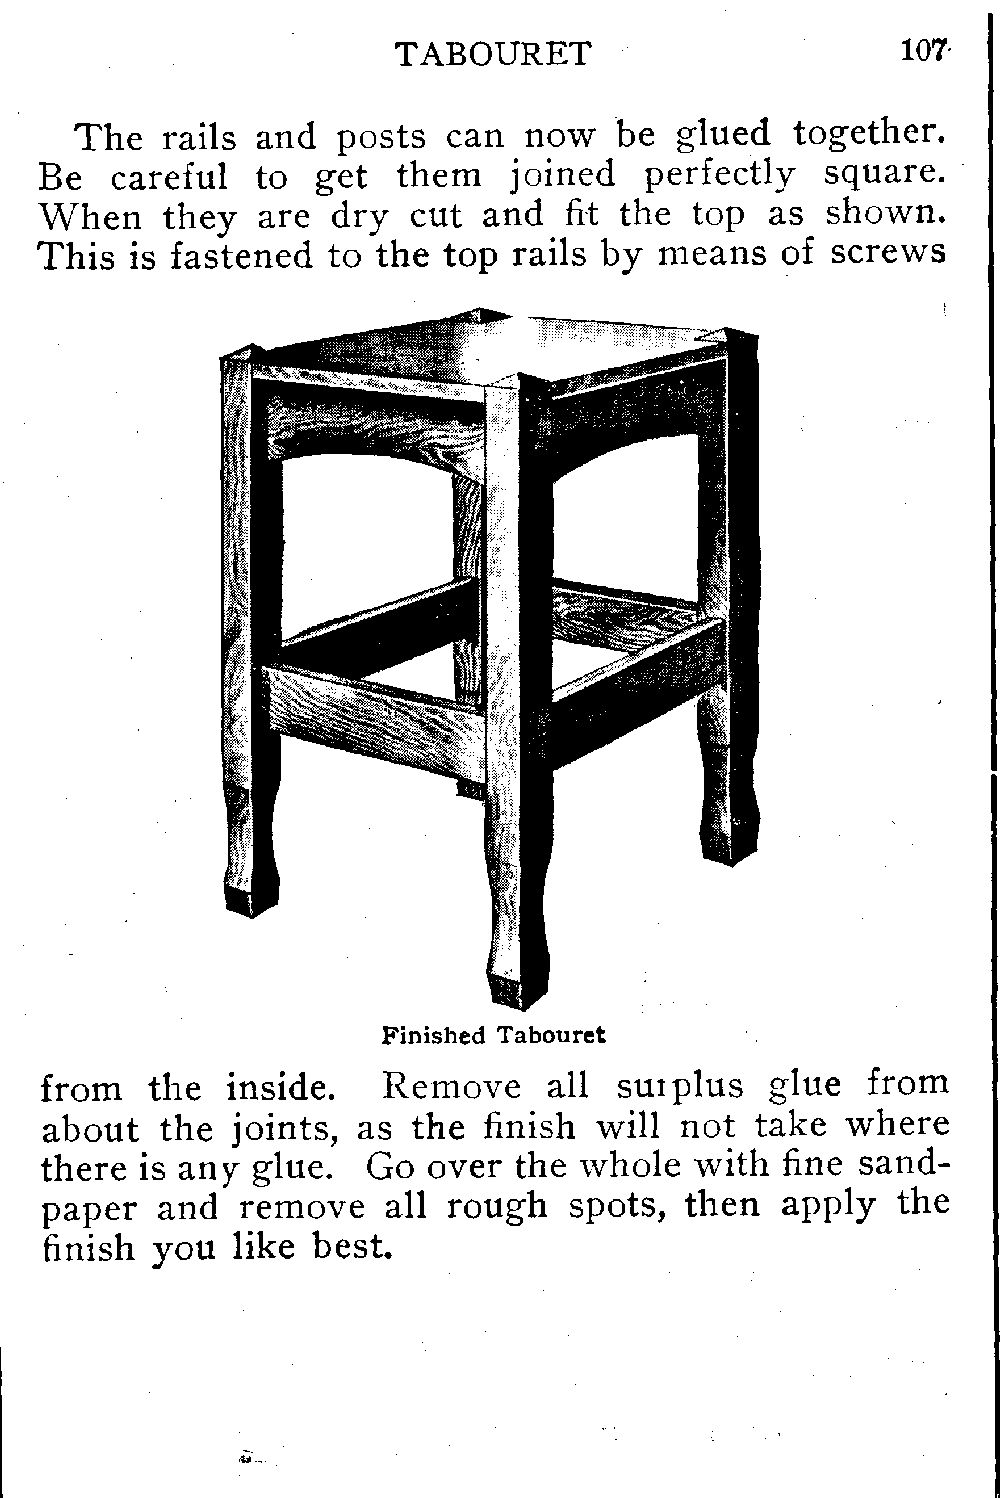 TABOURET 107
The rails and posts can now be glued together.
Be careful to get them joined perfectly square.
When they are dry cut and fit the top as shown.
This is fastened to the top rails by means of screws
Finished Tabouret
from the inside. Remove all surplus glue from
about the joints, as the finish will not take where
there is any glue. Go over the whole with fine sand-
paper and remove all rough spots, then apply the
finish you like best.